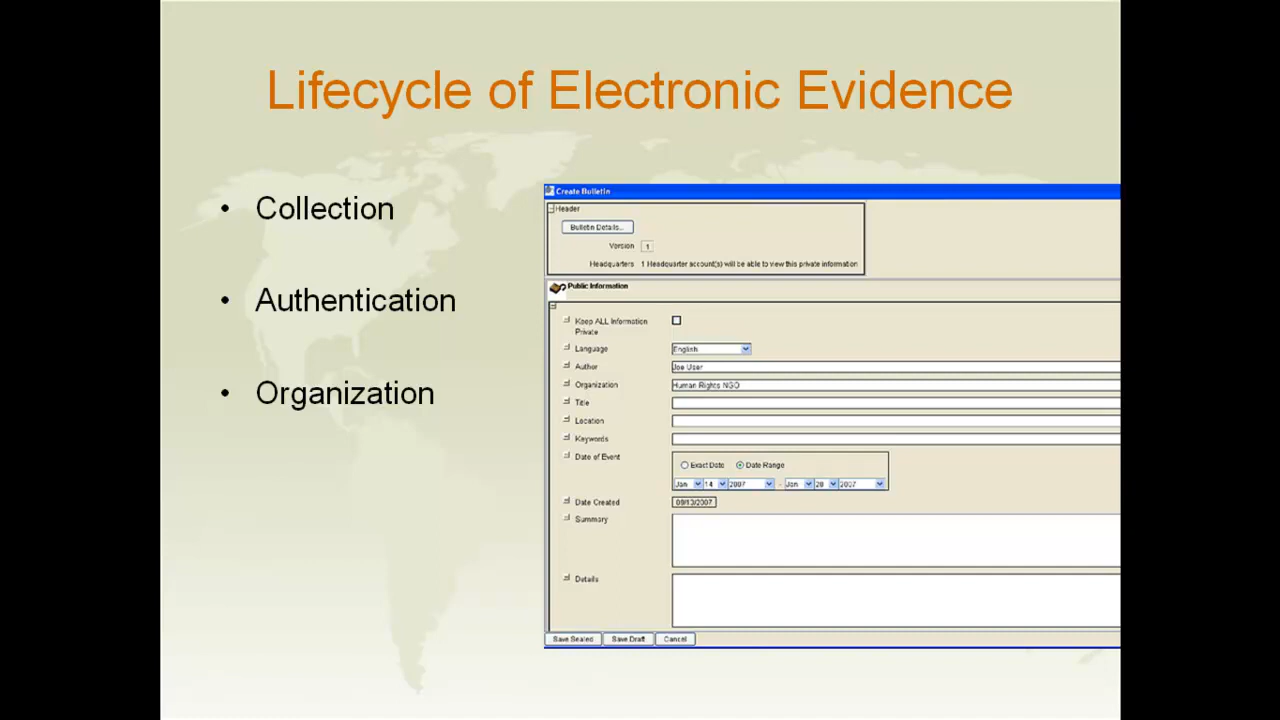 Lifecycle of Electronic Evidence
• Collection
• Authentication
• Organization
Create Bulletin
Header
Bulletin Details...
Version 1
Headquarters 1 Headquarter account(s) will be able to view this private information
Public Information
Keep ALL Information
Private
Language English
Author Joe User
Organization Human Rights NGO
Title
Location
Keywords
Date of Event
Exact Date Date Range
Jan 14 2007 - Jan 28 2007
Date Created 09/13/2007
Summary
Details
Save Sealed Save Draft Cancel